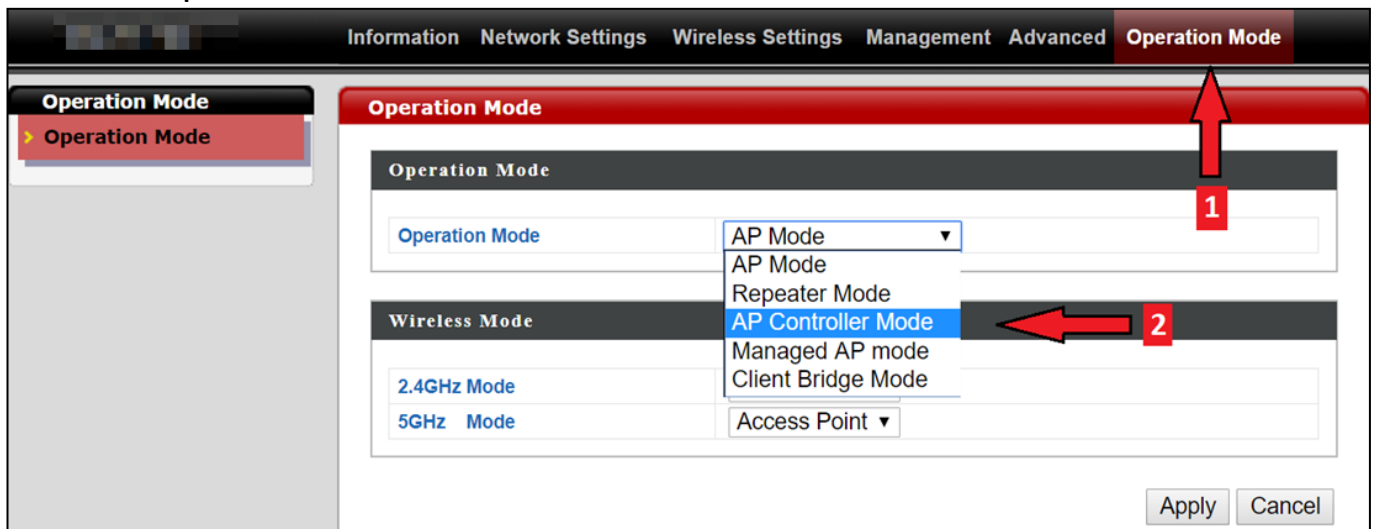 Information Network Settings Wireless Settings Management Advanced Operation Mode
Operation Mode
Operation Mode
Operation Mode
Operation Mode
1
Operation Mode AP Mode
AP Mode
Repeater Mode
Wireless Mode AP Controller Mode 2
Managed AP mode
2.4GHz Mode Client Bridge Mode
5GHz Mode Access Point
Apply Cancel